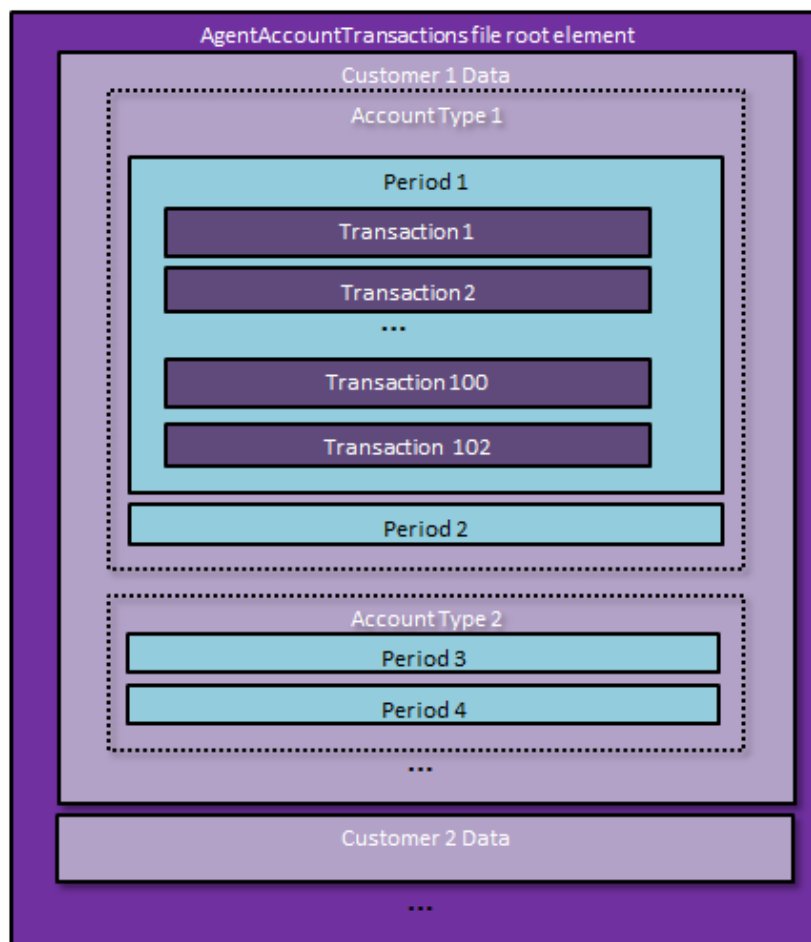 AgentAccountTransactions file root element
Customer 1 Data
Account Type 1
Period 1
Transaction 1
Transaction 2
...
Transaction 100
Transaction 102
Period 2
Account Type 2
Period 3
Period 4
...
Customer 2 Data
...